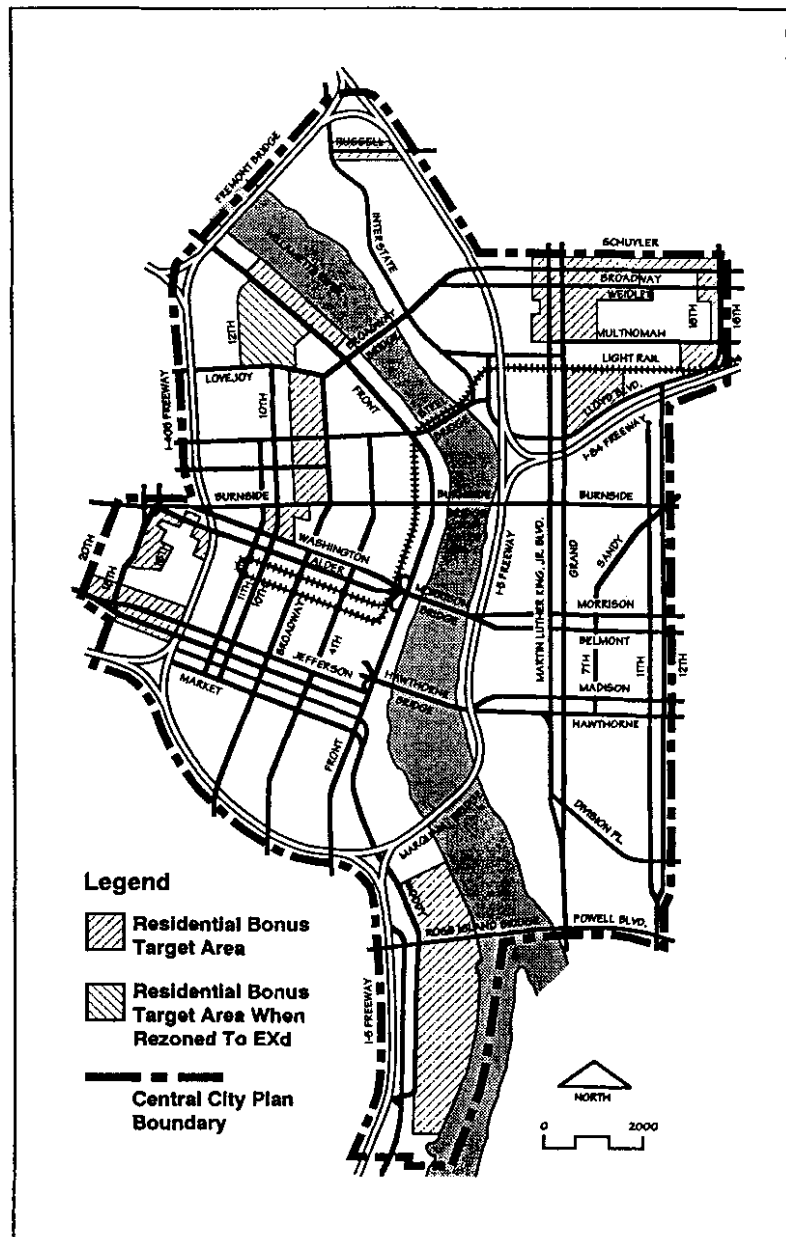 RUSSELL
FREMONT BRIDGE
WILLAMETTE RIVER
INTERSTATE
SCHUYLER
BROADWAY
WEIDLER
MULTNOMAH
16TH
16TH
LIGHT RAIL
LLOYD BLVD.
I-84 FREEWAY
12TH
BROADWAY
BRIDGE
LOVEJOY
FRONT
STEEL
BRIDGE
10TH
I-405 FREEWAY
BURNSIDE
BURNSIDE
BURNSIDE
20TH
18TH
WASHINGTON
ALDER
11TH
10TH
BROADWAY
4TH
MORRISON
BRIDGE
I-5 FREEWAY
MARTIN LUTHER KING, JR. BLVD.
GRAND
SANDY
MORRISON
BELMONT
7TH
11TH
12TH
MADISON
HAWTHORNE
JEFFERSON
MARKET
HAWTHORNE
BRIDGE
FRONT
DIVISION PL.
MARQUAM BRIDGE
MOODY
ROSS ISLAND BRIDGE
POWELL BLVD.
I-5 FREEWAY
Legend
Residential Bonus
Target Area
Residential Bonus
Target Area When
Rezoned To EXd
Central City Plan
Boundary
NORTH
0 2000